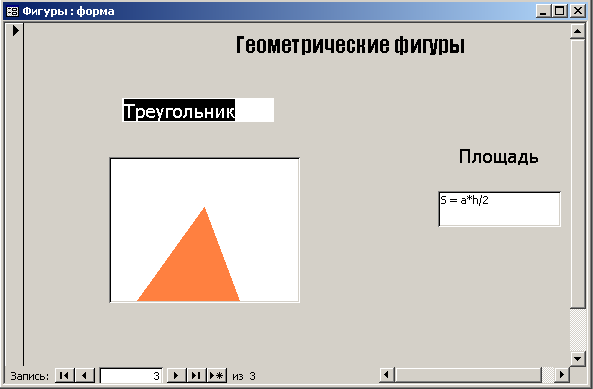 Фигуры : форма
Геометрические фигуры
Треугольник
Площадь
S = a*h/2
Запись: 3 из 3